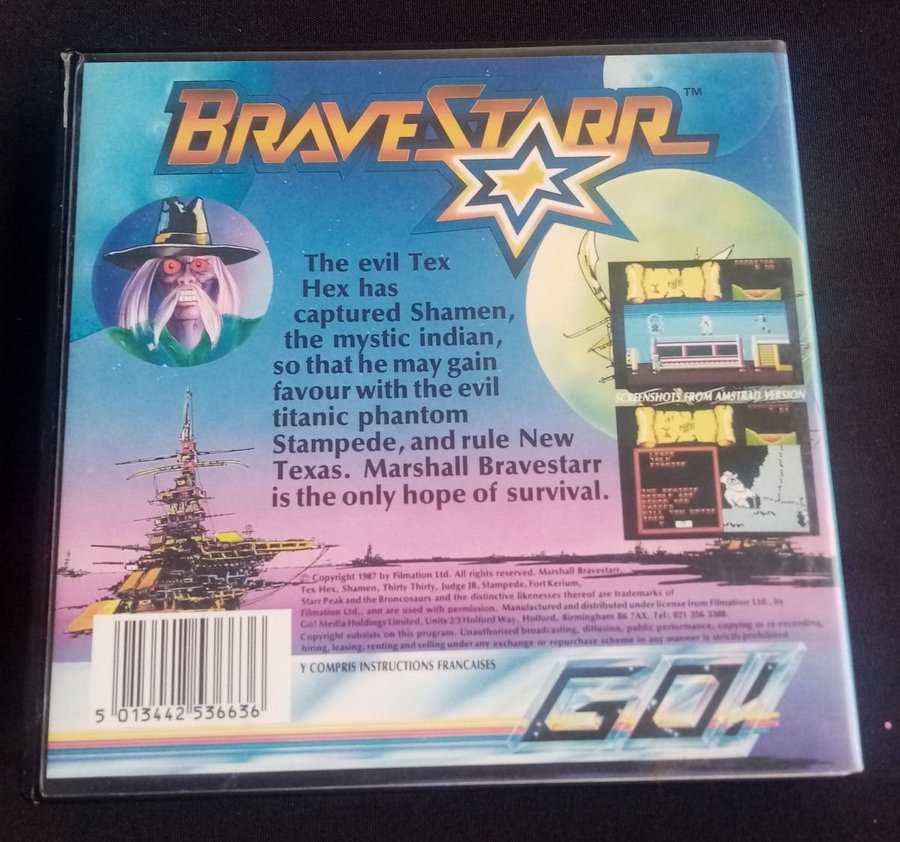 BRAVESTARR™
The evil Tex
Hex has
captured Shamen,
the mystic indian,
so that he may gain
favour with the evil
titanic phantom
Stampede, and rule New
Texas. Marshall Bravestarr
is the only hope of survival.
SCREENSHOTS FROM AMSTRAD VERSION
© Copyright 1987 by Filmation Ltd. All rights reserved. Marshall Bravestarr,
Tex Hex, Shamen, Thirty Thirty, Judge JB, Stampede, Fort Kerium,
Starr Peak and the Broncosaurs and the distinctive likenesses thereof are trademarks of
Filmation Ltd., and are used with permission. Manufactured and distributed under license from Filmation Ltd., by
Go! Media Holdings Limited, Units 2/3 Holford Way, Holford, Birmingham B6 7AX. Tel: 021 356 3388.
Copyright subsists on this program. Unauthorised broadcasting, diffusion, public performance, copying or re-recording,
hiring, leasing, renting and selling under any exchange or repurchase scheme in any manner is strictly prohibited.
Y COMPRIS INSTRUCTIONS FRANCAISES
5 013442 536636
GO!